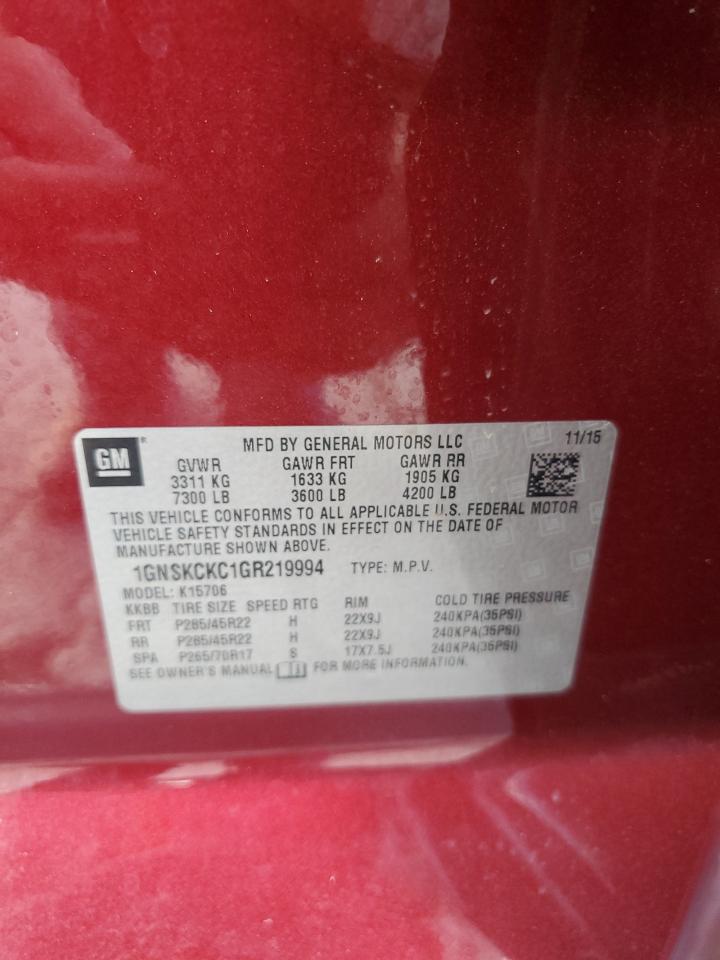 GM ® MFD BY GENERAL MOTORS LLC 11/15
GVWR GAWR FRT GAWR RR
3311 KG 1633 KG 1905 KG
7300 LB 3600 LB 4200 LB
THIS VEHICLE CONFORMS TO ALL APPLICABLE U.S. FEDERAL MOTOR
VEHICLE SAFETY STANDARDS IN EFFECT ON THE DATE OF
MANUFACTURE SHOWN ABOVE.
1GNSKCKC1GR219994 TYPE: M.P.V.
MODEL: K15706
KKBB TIRE SIZE SPEED RTG RIM COLD TIRE PRESSURE
FRT P285/45R22 H 22X9J 240KPA(35PSI)
RR P285/45R22 H 22X9J 240KPA(35PSI)
SPA P265/70R17 S 17X7.5J 240KPA(35PSI)
SEE OWNER'S MANUAL FOR MORE INFORMATION.